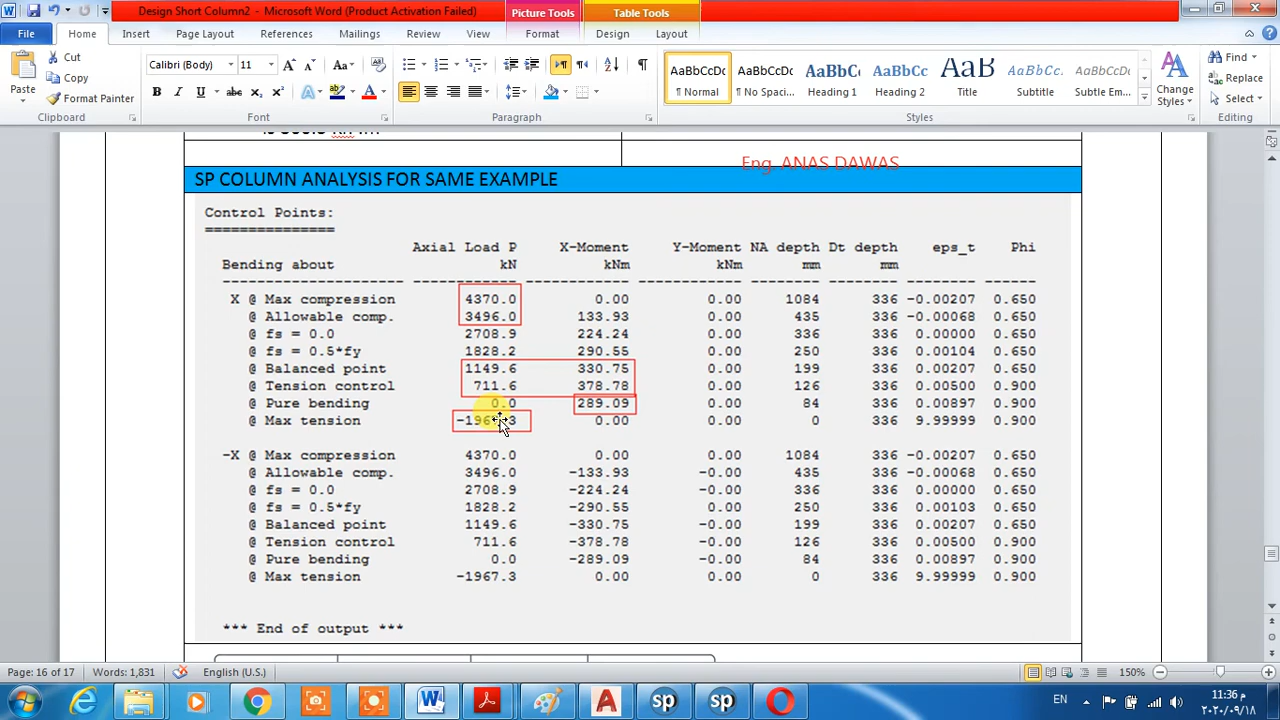 Design Short Column2 - Microsoft Word (Product Activation Failed)
Picture Tools
Table Tools
File
Home
Insert
Page Layout
References
Mailings
Review
View
Format
Design
Layout
Paste
Cut
Copy
Format Painter
Clipboard
Calibri (Body)
11
Font
Paragraph
AaBbCcDc
¶ Normal
AaBbCcDc
¶ No Spaci...
AaBbCc
Heading 1
AaBbCc
Heading 2
AaB
Title
AaBbCc.
Subtitle
AaBbCcDc
Subtle Em...
Styles
Change
Styles
Find
Replace
Select
Editing
Eng. ANAS DAWAS
SP COLUMN ANALYSIS FOR SAME EXAMPLE
Control Points:
===============
Axial Load P X-Moment Y-Moment NA depth Dt depth eps_t Phi
Bending about kN kNm kNm mm mm
X @ Max compression 4370.0 0.00 0.00 1084 336 -0.00207 0.650
@ Allowable comp. 3496.0 133.93 0.00 435 336 -0.00068 0.650
@ fs = 0.0 2708.9 224.24 0.00 336 336 0.00000 0.650
@ fs = 0.5*fy 1828.2 290.55 0.00 250 336 0.00104 0.650
@ Balanced point 1149.6 330.75 0.00 199 336 0.00207 0.650
@ Tension control 711.6 378.78 0.00 126 336 0.00500 0.900
@ Pure bending 0.0 289.09 0.00 84 336 0.00897 0.900
@ Max tension 0.00 0.00 0 336 9.99999 0.900
-X @ Max compression 4370.0 0.00 0.00 1084 336 -0.00207 0.650
@ Allowable comp. 3496.0 -133.93 -0.00 435 336 -0.00068 0.650
@ fs = 0.0 2708.9 -224.24 -0.00 336 336 0.00000 0.650
@ fs = 0.5*fy 1828.2 -290.55 -0.00 250 336 0.00103 0.650
@ Balanced point 1149.6 -330.75 -0.00 199 336 0.00207 0.650
@ Tension control 711.6 -378.78 -0.00 126 336 0.00500 0.900
@ Pure bending 0.0 -289.09 -0.00 84 336 0.00897 0.900
@ Max tension -1967.3 0.00 0.00 0 336 9.99999 0.900
*** End of output ***
Page: 16 of 17
Words: 1,831
English (U.S.)
150%
EN
11:36 م
٢٠٢٠/٠٩/١٨